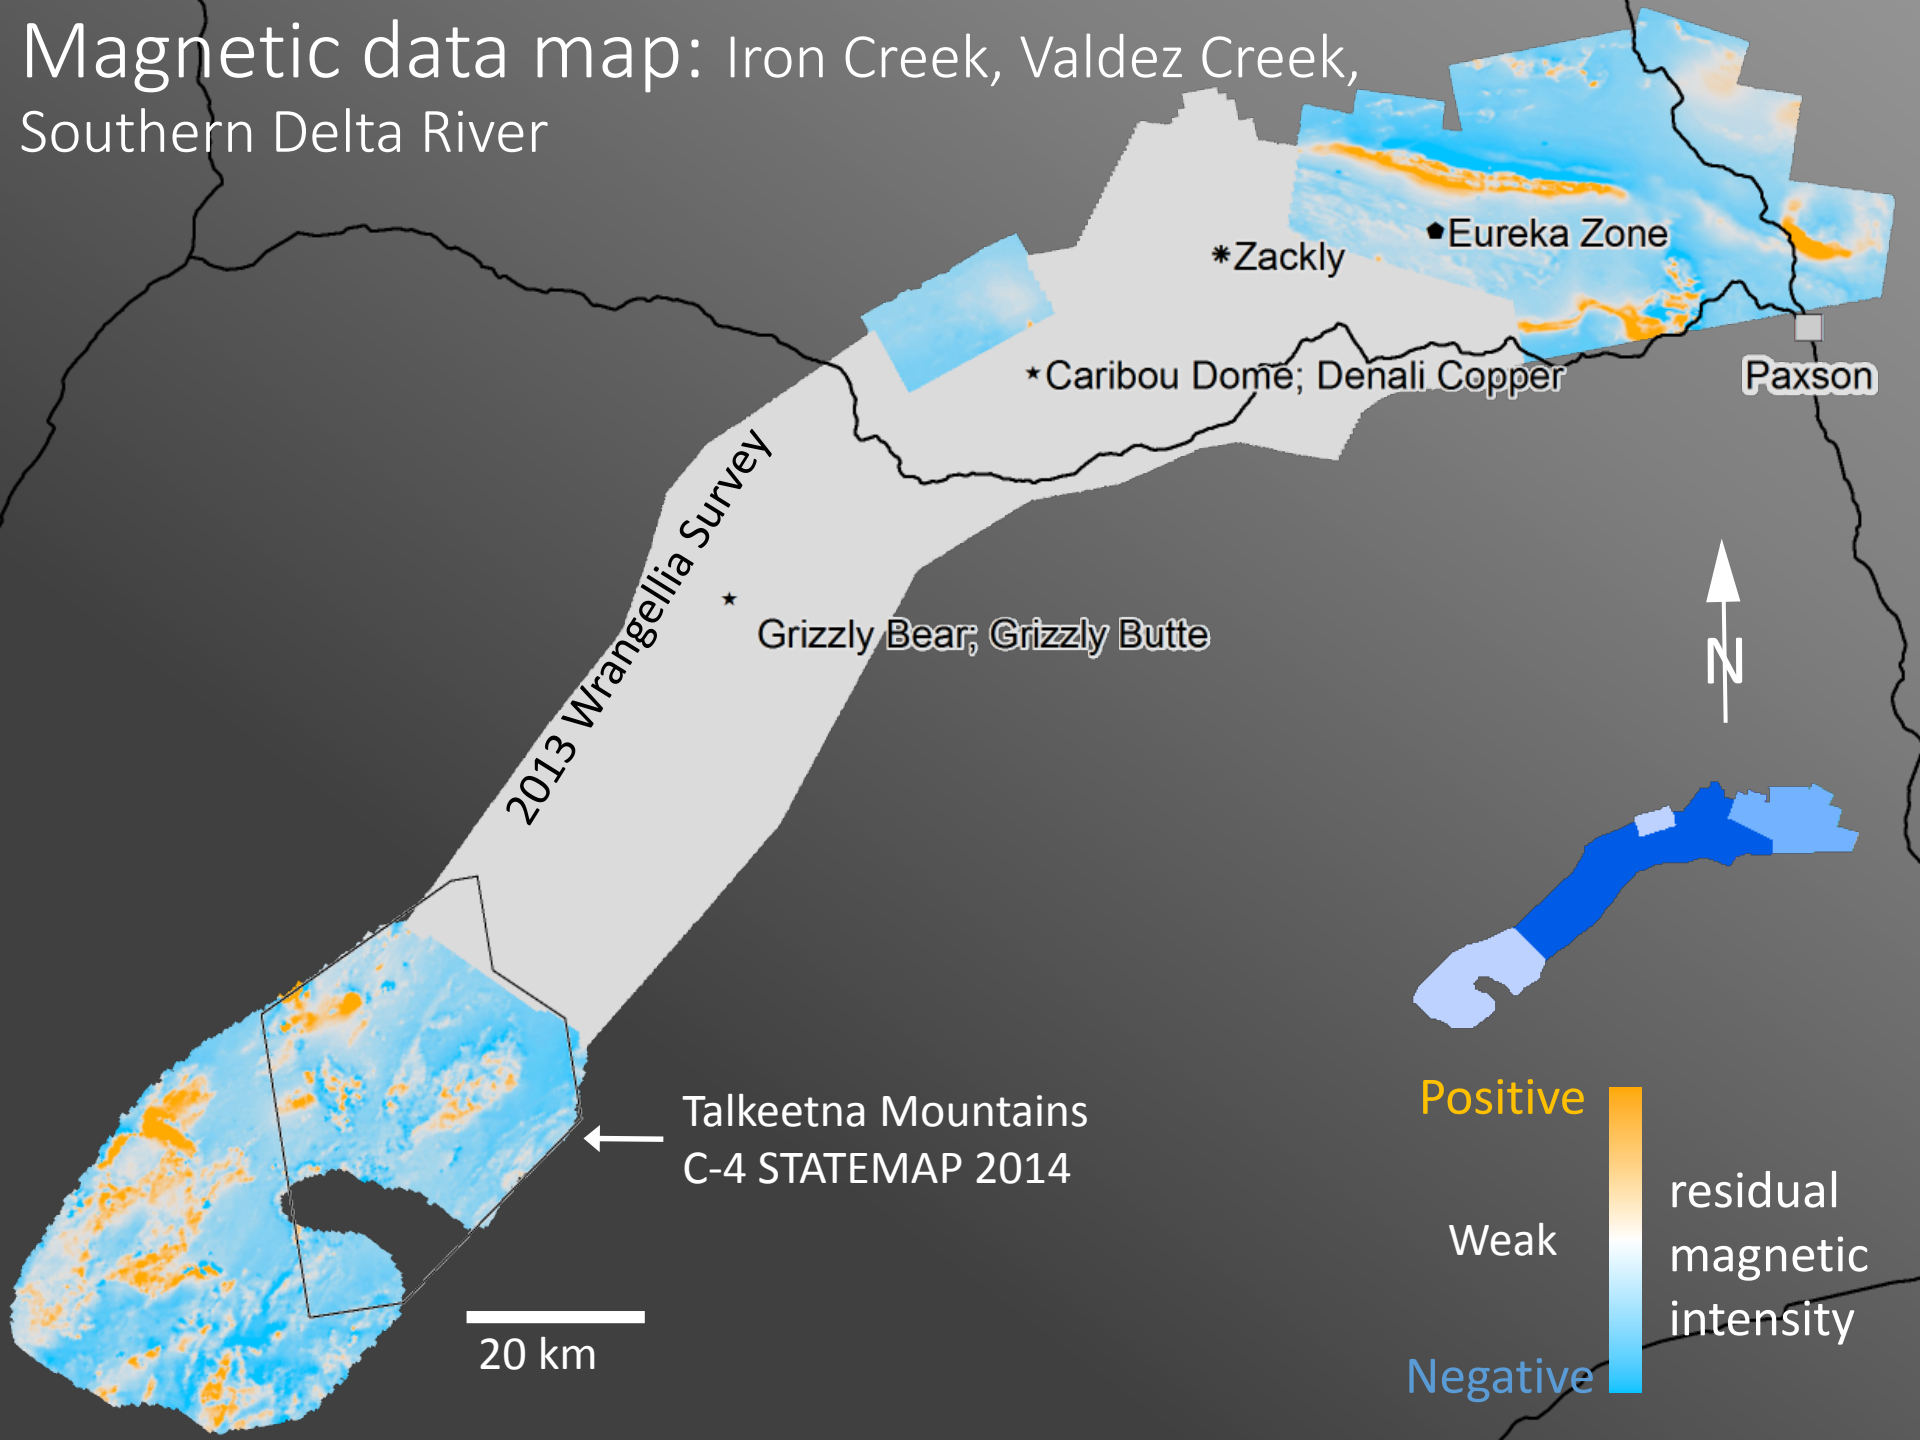 Magnetic data map: Iron Creek, Valdez Creek,
Southern Delta River
Eureka Zone
Zackly
Caribou Dome; Denali Copper
Paxson
2013 Wrangellia Survey
Grizzly Bear; Grizzly Butte
N
Talkeetna Mountains
C-4 STATEMAP 2014
Positive
Weak
Negative
residual
magnetic
intensity
20 km